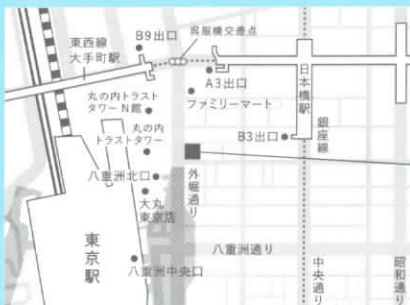 東西線
大手町駅
B9出口
呉服橋交差点
A3出口
ファミリーマート
日本橋駅
銀座線
丸の内トラスト
タワーN館
丸の内
トラスト
タワー
B3出口
八重洲北口
大丸
東京店
外堀通り
東京駅
八重洲通り
八重洲中央口
中央通り
昭和通り